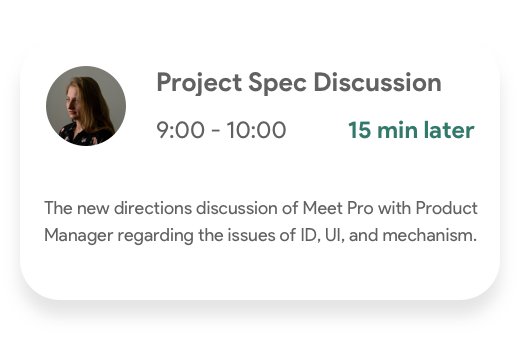 Project Spec Discussion
9:00 - 10:00 15 min later
The new directions discussion of Meet Pro with Product
Manager regarding the issues of ID, UI, and mechanism.